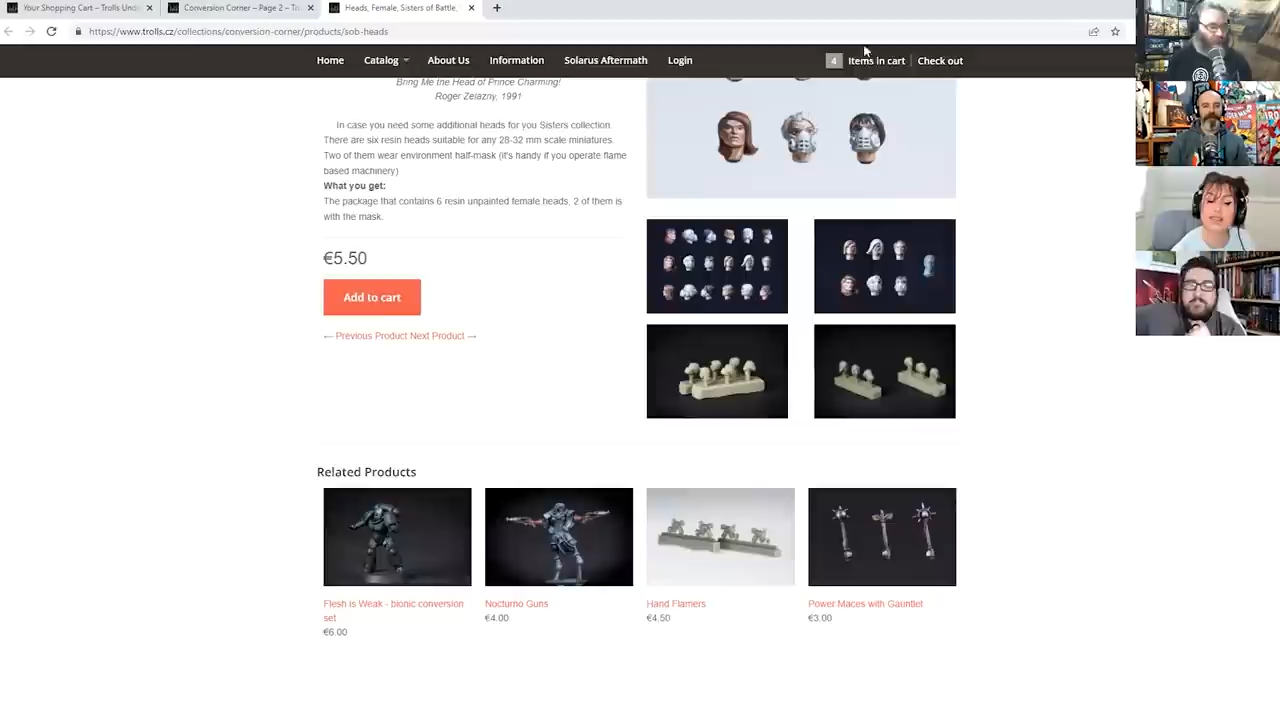 Your Shopping Cart – Trolls Und
Conversion Corner – Page 2 – Tr
Heads, Female, Sisters of Battle,
https://www.trolls.cz/collections/conversion-corner/products/sob-heads
Home
Catalog
About Us
Information
Solarus Aftermath
Login
4
Items in cart
Check out
Bring Me the Head of Prince Charming!
Roger Zelazny, 1991
In case you need some additional heads for you Sisters collection.
There are six resin heads suitable for any 28-32 mm scale miniatures.
Two of them wear environment half-mask (it's handy if you operate flame
based machinery)
What you get:
The package that contains 6 resin unpainted female heads, 2 of them is
with the mask.
€5.50
Add to cart
← Previous Product Next Product →
Related Products
Flesh is Weak - bionic conversion
set
€6.00
Nocturno Guns
€4.00
Hand Flamers
€4.50
Power Maces with Gauntlet
€3.00